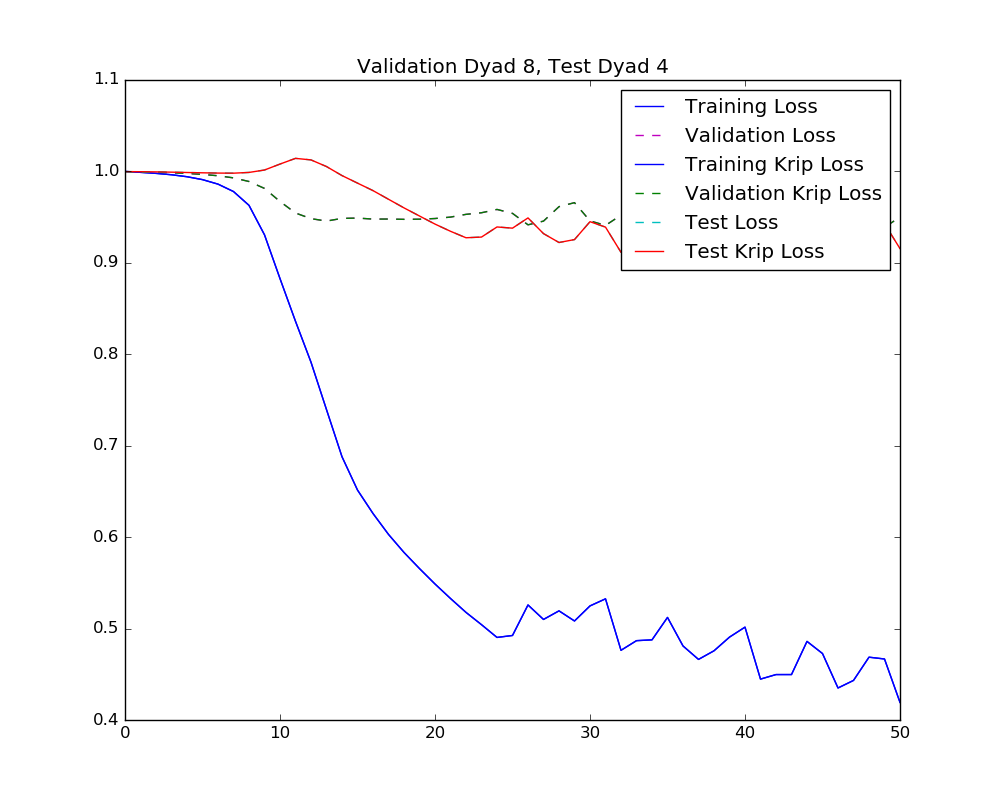 Validation Dyad 8, Test Dyad 4
1.1
1.0
0.9
0.8
0.7
0.6
0.5
0.4
0 10 20 30 40 50
Training Loss
Validation Loss
Training Krip Loss
Validation Krip Loss
Test Loss
Test Krip Loss